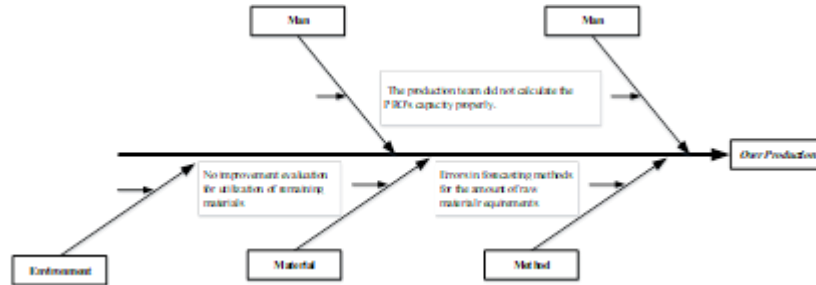 Man
Man
The production team did not calculate the
capacity properly.
Over Production
No improvement evaluation
for utilization of remaining
materials.
Errors in forecasting methods
for the amount of raw
material requirements
Environment
Material
Method